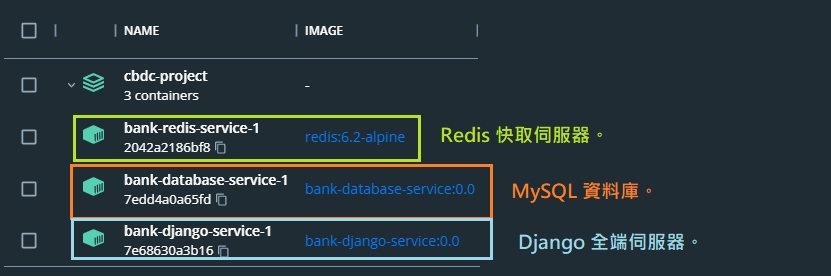 NAME IMAGE
cbdc-project
3 containers
-
bank-redis-service-1
2042a2186bf8
redis:6.2-alpine
Redis 快取伺服器。
bank-database-service-1
7edd4a0a65fd
bank-database-service:0.0
MySQL 資料庫。
bank-django-service-1
7e68630a3b16
bank-django-service:0.0
Django 全端伺服器。